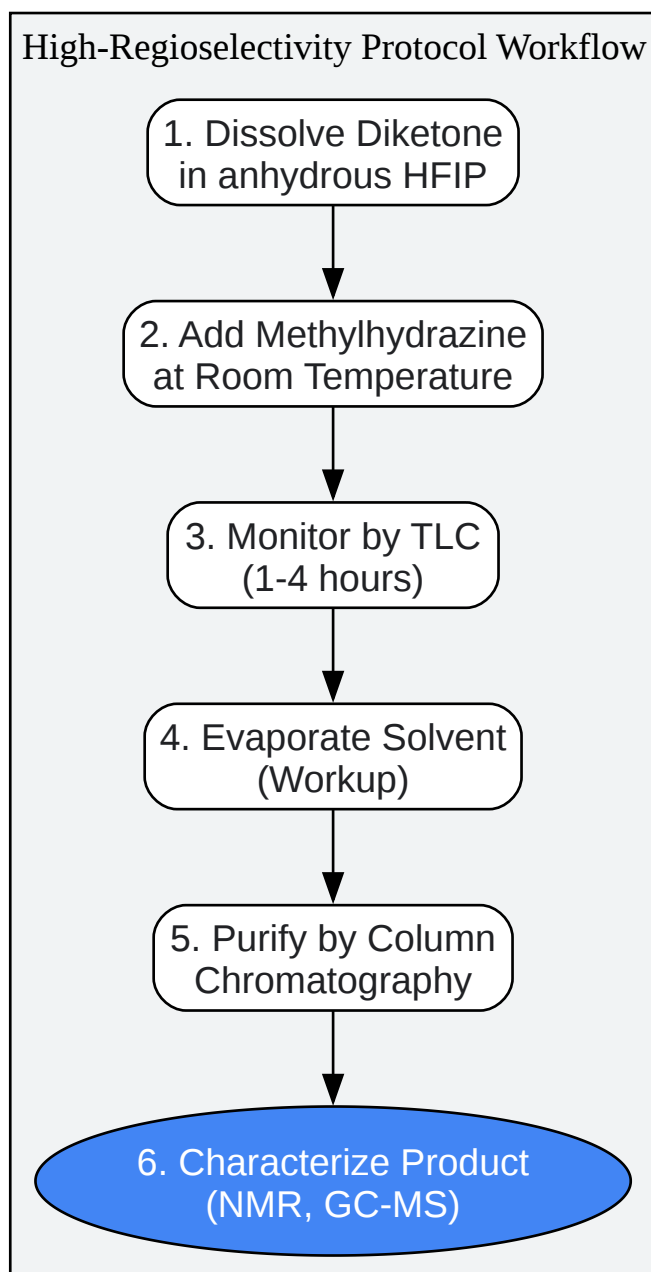 High-Regioselectivity Protocol Workflow
1. Dissolve Diketone
in anhydrous HFIP
2. Add Methylhydrazine
at Room Temperature
3. Monitor by TLC
(1-4 hours)
4. Evaporate Solvent
(Workup)
5. Purify by Column
Chromatography
6. Characterize Product
(NMR, GC-MS)